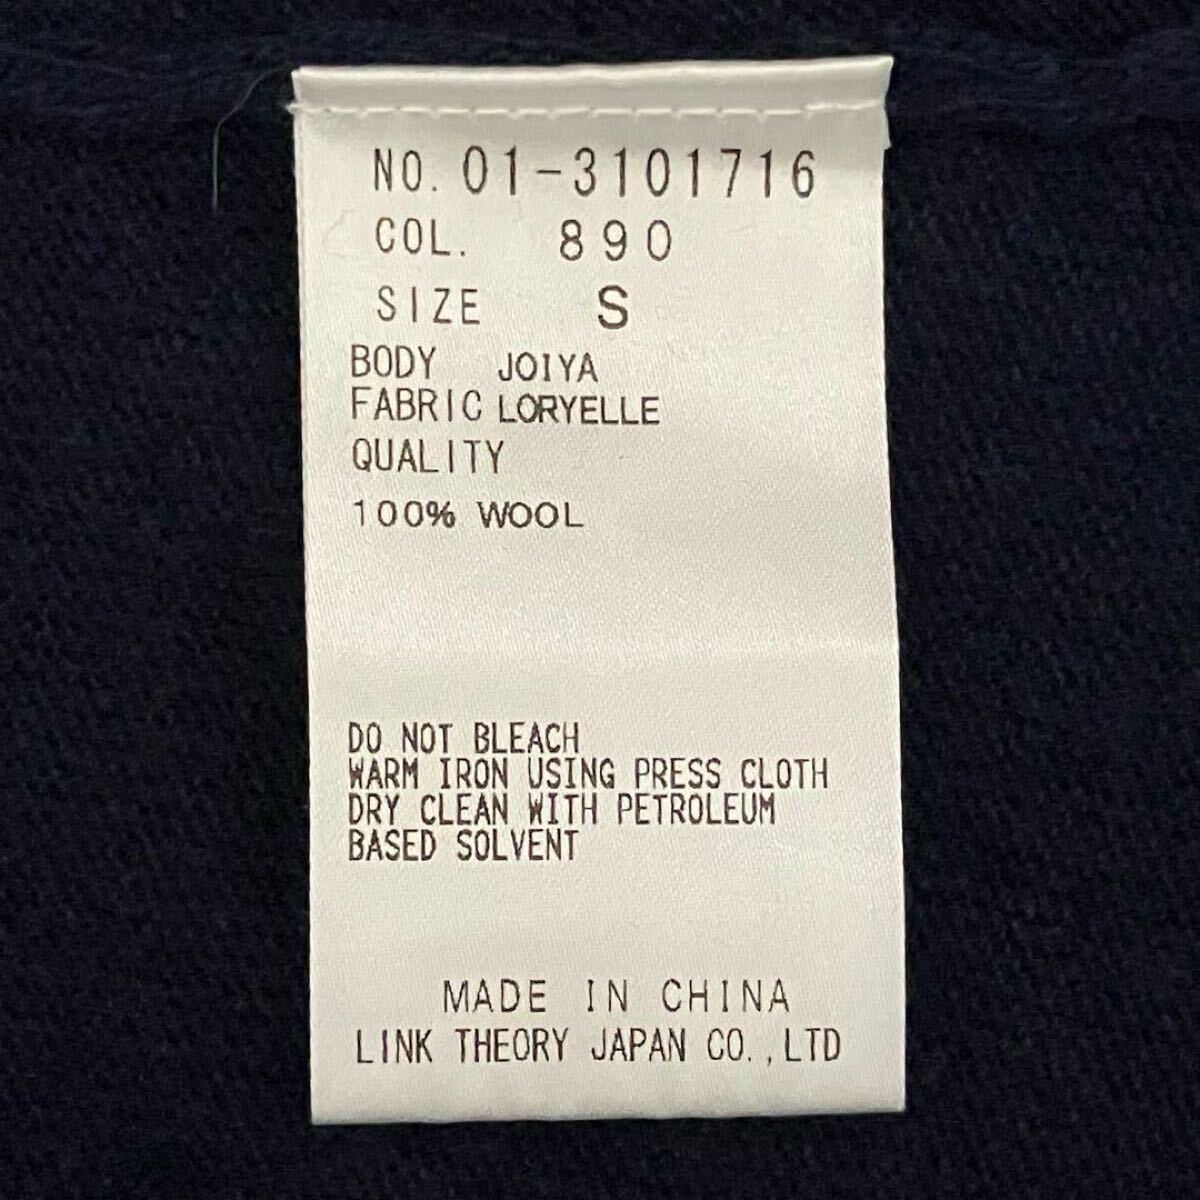 NO. 01-3101716
COL. 890
SIZE S
BODY JOIYA
FABRIC LORYELLE
QUALITY
100% WOOL
DO NOT BLEACH
WARM IRON USING PRESS CLOTH
DRY CLEAN WITH PETROLEUM
BASED SOLVENT
MADE IN CHINA
LINK THEORY JAPAN CO.,LTD